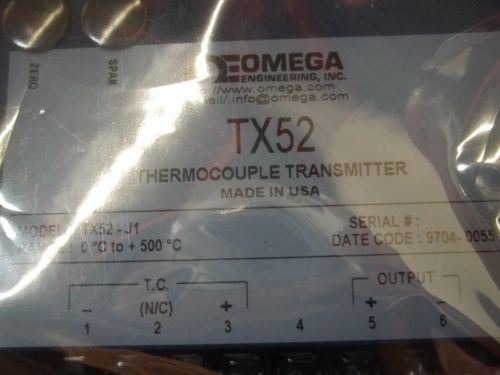 ZERO
SPAN
OMEGA
ENGINEERING, INC.
//www.omega.com
info@omega.com
TX52
THERMOCOUPLE TRANSMITTER
MADE IN USA
MODEL : TX52 - J1
SERIAL # :
RANGE : 0 °C to + 500 °C
DATE CODE : 9704-0055
T.C.
OUTPUT
− (N/C) + + −
1 2 3 4 5 6